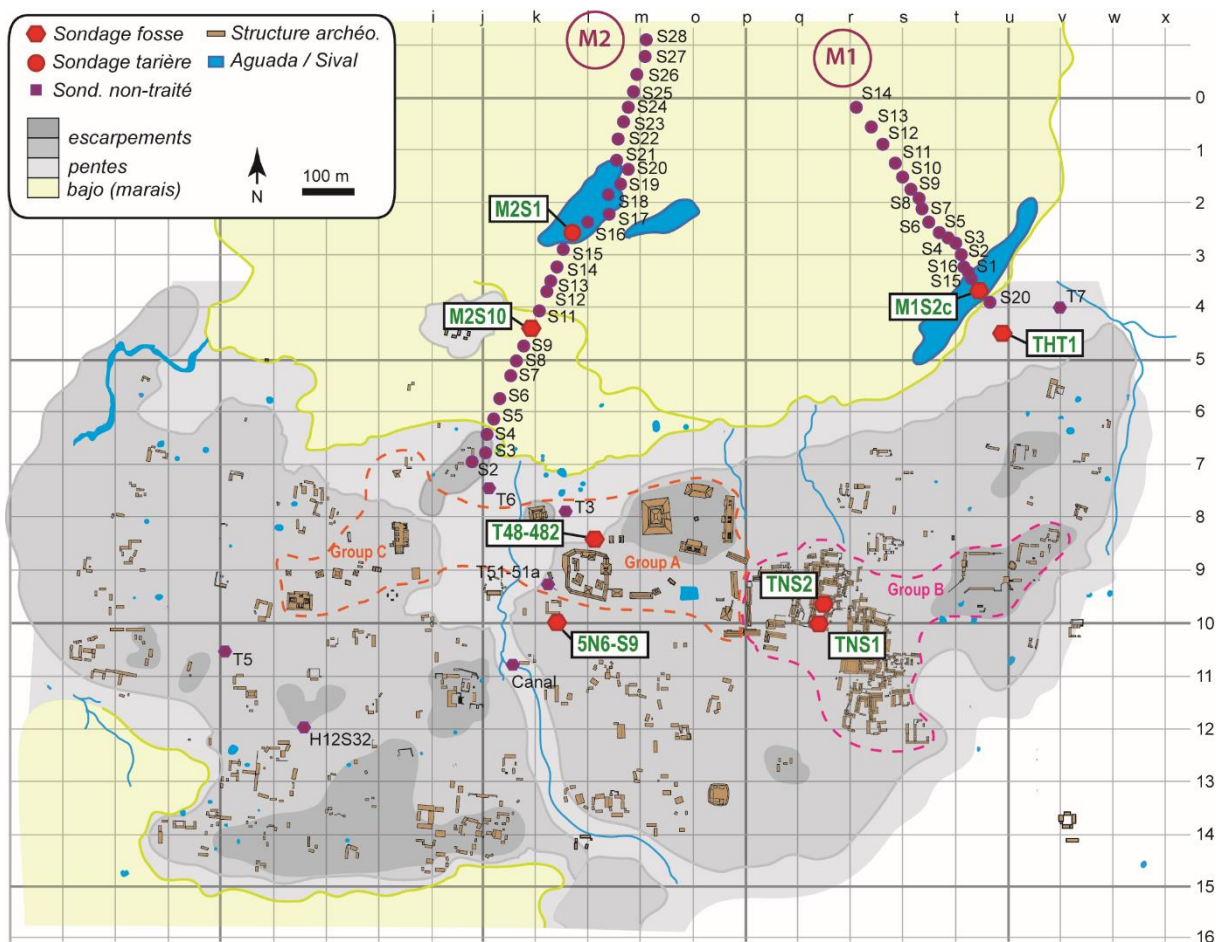 i j k l m o p q r s t u v w x
Sondage fosse
Structure archéo.
Sondage tarière
Aguada / Sival
Sond. non-traité
escarpements
pentes
bajo (marais)
N
100 m
M2
M1
S28
S27
S26
S25
S24
S23
S22
S21
S20
S19
S18
S17
S16
S15
S14
S13
S12
S11
S9
S8
S7
S6
S5
S4
S3
S2
M2S1
M2S10
S14
S13
S12
S11
S10
S9
S8
S7
S6
S5
S4
S3
S2
S1
S16
S15
M1S2c
S20
T7
THT1
T6
T3
T48-482
T51-51a
Group C
Group A
Group B
TNS2
TNS1
5N6-S9
T5
Canal
H12S32
0
1
2
3
4
5
6
7
8
9
10
11
12
13
14
15
16